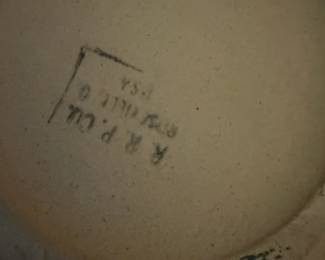 R. R. P. CO.
ROSEVILLE, O.
U.S.A